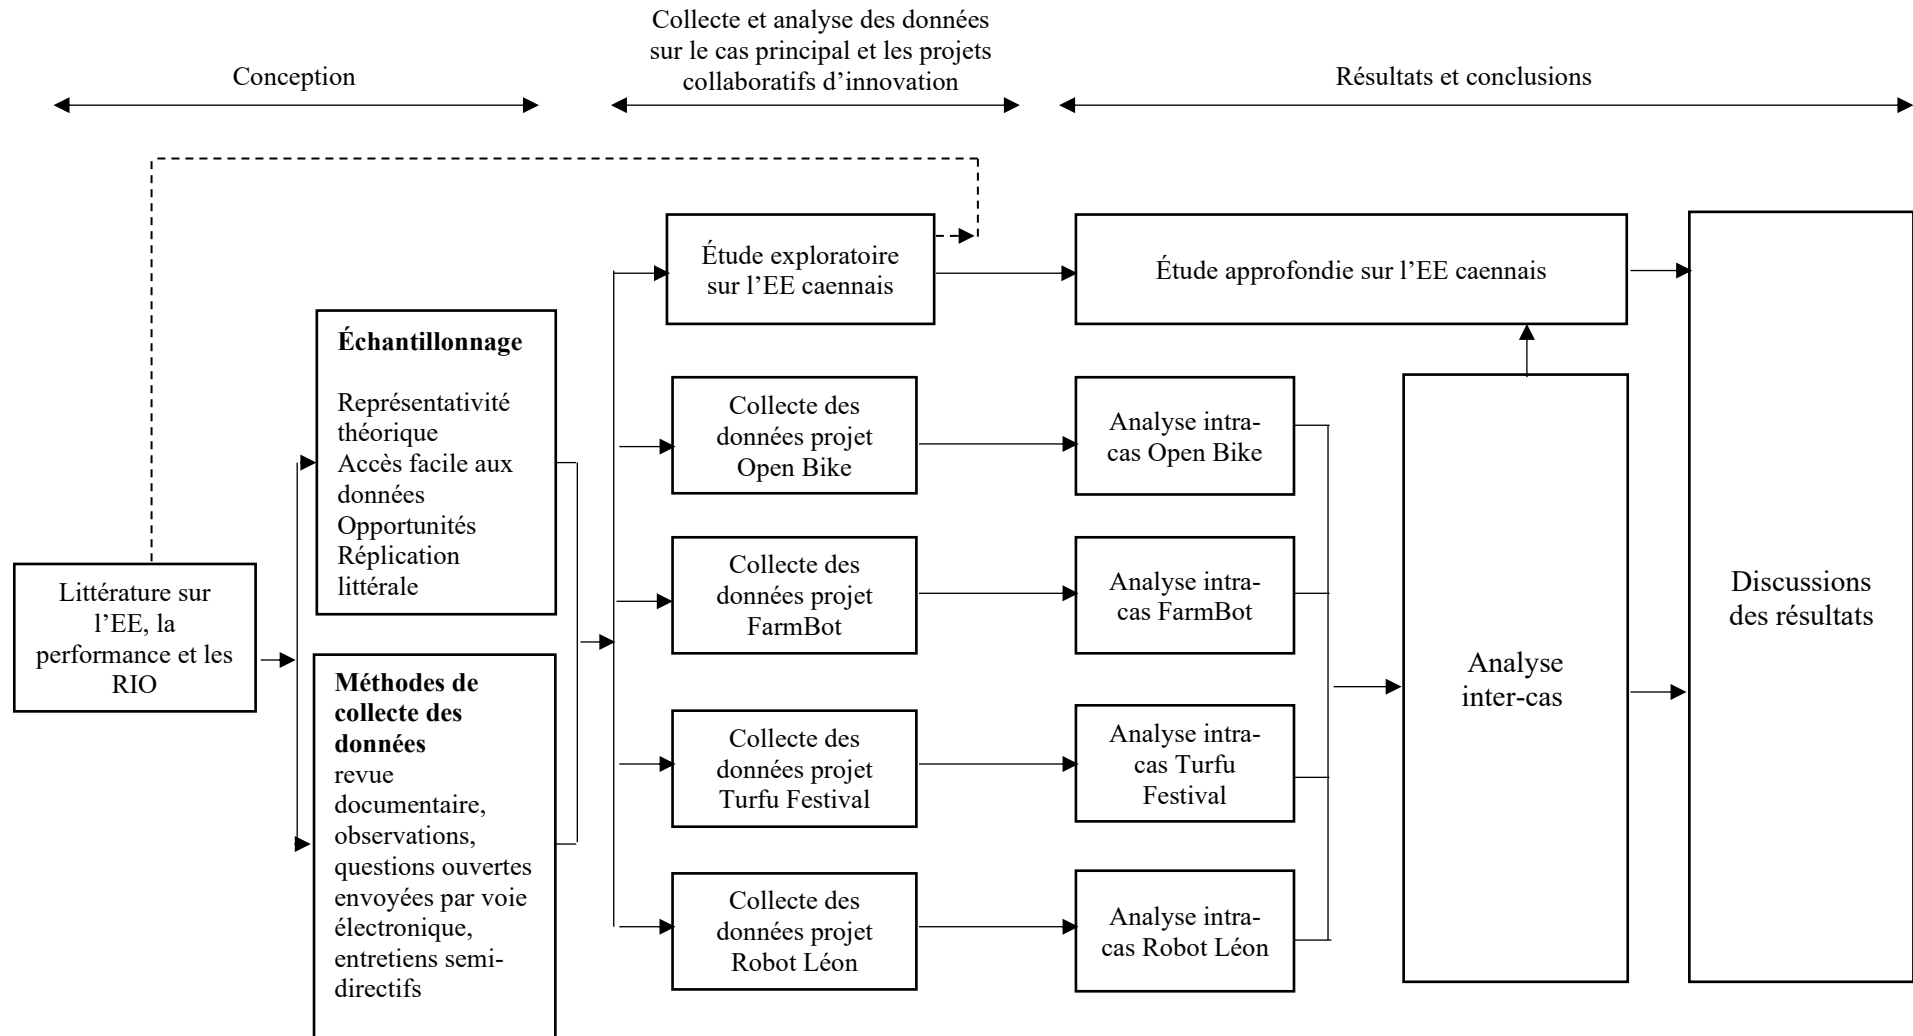 Conception
Collecte et analyse des données
sur le cas principal et les projets
collaboratifs d’innovation
Résultats et conclusions
Littérature sur
l’EE, la
performance et les
RIO
Échantillonnage
Représentativité
théorique
Accès facile aux
données
Opportunités
Réplication
littérale
Méthodes de
collecte des
données
revue
documentaire,
observations,
questions ouvertes
envoyées par voie
électronique,
entretiens semi-
directifs
Étude exploratoire
sur l’EE caennais
Collecte des
données projet
Open Bike
Collecte des
données projet
FarmBot
Collecte des
données projet
Turfu Festival
Collecte des
données projet
Robot Léon
Étude approfondie sur l’EE caennais
Analyse intra-
cas Open Bike
Analyse intra-
cas FarmBot
Analyse intra-
cas Turfu
Festival
Analyse intra-
cas Robot Léon
Analyse
inter-cas
Discussions
des résultats